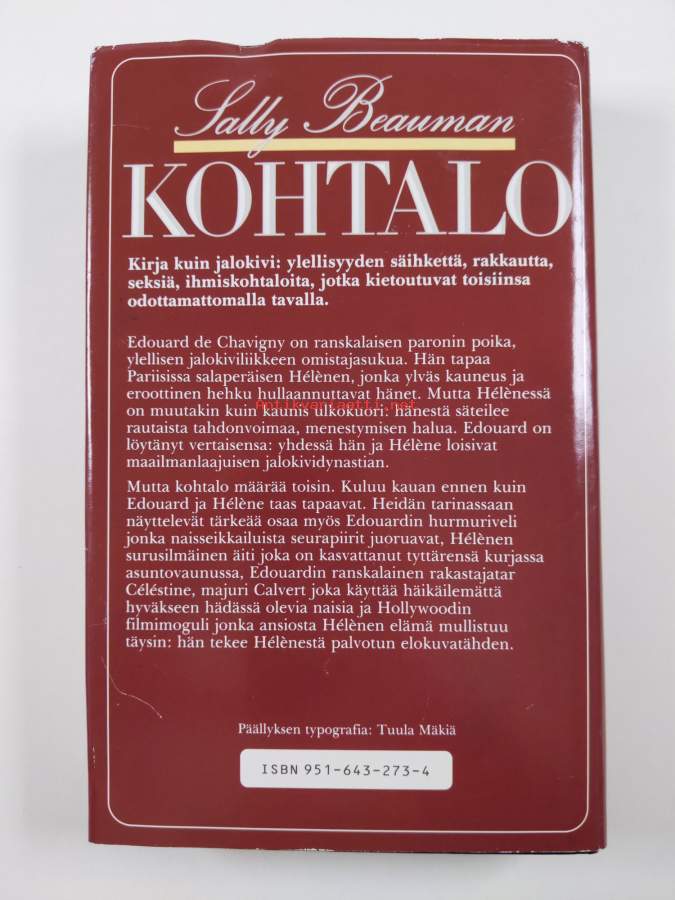 Sally Beauman
KOHTALO
Kirja kuin jalokivi: ylellisyyden säihkettä, rakkautta,
seksiä, ihmiskohtaloita, jotka kietoutuvat toisiinsa
odottamattomalla tavalla.
Edouard de Chavigny on ranskalaisen paronin poika,
ylellisen jalokiviliikkeen omistajasukua. Hän tapaa
Pariisissa salaperäisen Hélènen, jonka ylväs kauneus ja
eroottinen hehku hullaannuttavat hänet. Mutta Hélènessä
on muutakin kuin kaunis ulkokuori: hänestä säteilee
antikvariaatti.net
rautaista tahdonvoimaa, menestymisen halua. Edouard on
löytänyt vertaisensa: yhdessä hän ja Hélène loisivat
maailmanlaajuisen jalokividynastian.
Mutta kohtalo määrää toisin. Kuluu kauan ennen kuin
Edouard ja Hélène taas tapaavat. Heidän tarinassaan
näyttelevät tärkeää osaa myös Edouardin hurmuriveli
jonka naisseikkailuista seurapiirit juoruavat, Hélènen
surusilmäinen äiti joka on kasvattanut tyttärensä kurjassa
asuntovaunussa, Edouardin ranskalainen rakastajatar
Céléstine, majuri Calvert joka käyttää häikäilemättä
hyväkseen hädässä olevia naisia ja Hollywoodin
filmimoguli jonka ansiosta Hélènen elämä mullistuu
täysin: hän tekee Hélènestä palvotun elokuvatähden.
Päällyksen typografia: Tuula Mäkiä
ISBN 951-643-273-4